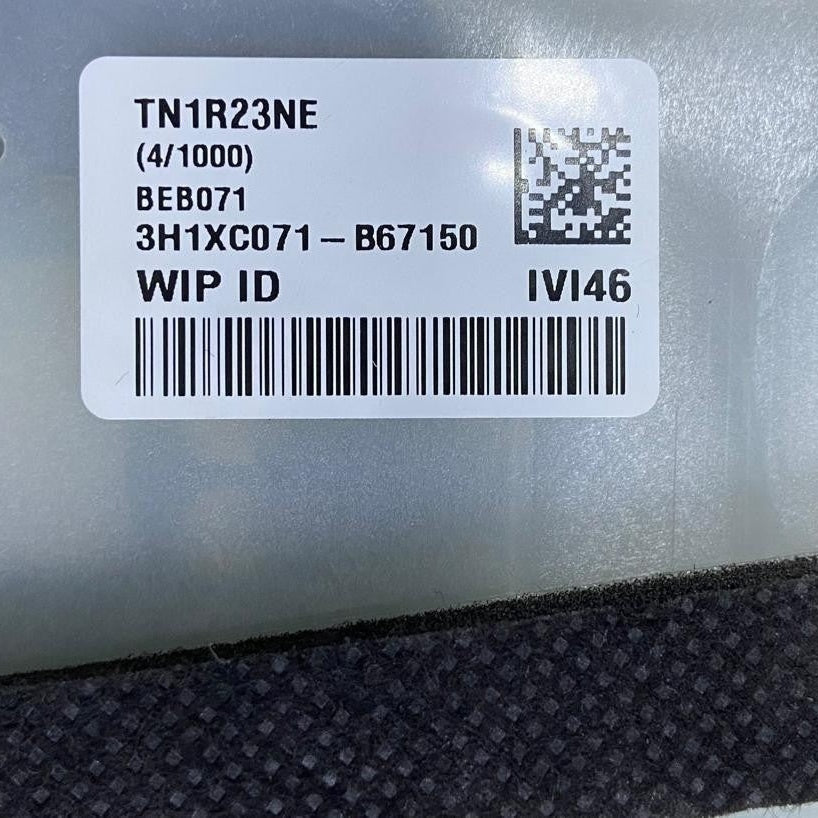 TN1R23NE
(4/1000)
BEB071
3H1XC071 – B67150
WIP ID IVI46